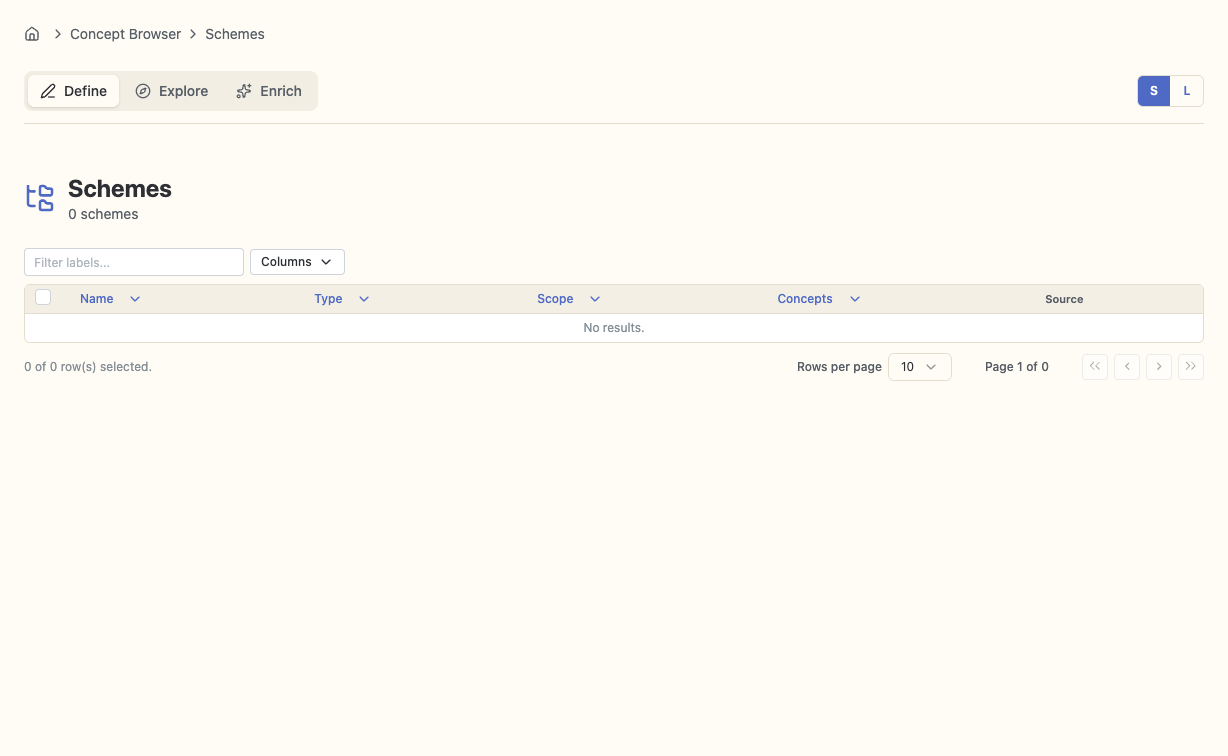 Concept Browser
Schemes
Define
Explore
Enrich
S
L
Schemes
0 schemes
Filter labels...
Columns
Name
Type
Scope
Concepts
Source
No results.
0 of 0 row(s) selected.
Rows per page
10
Page 1 of 0